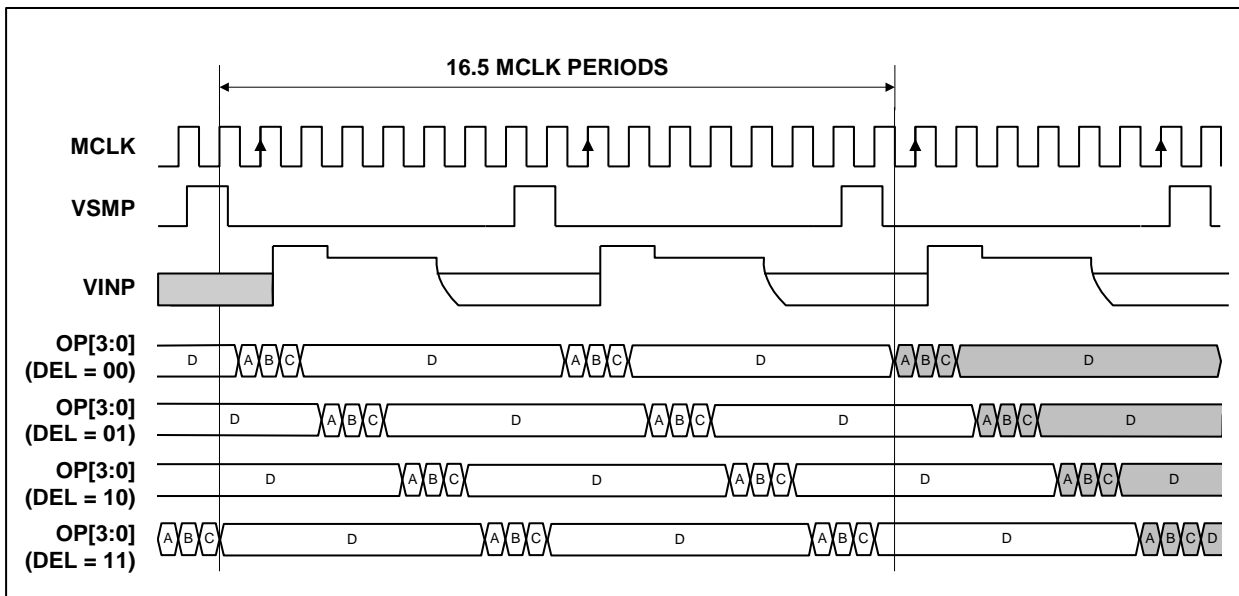 16.5 MCLK PERIODS
MCLK
VSMP
VINP
OP[3:0]
(DEL = 00)
D A B C D A B C D A B C D
OP[3:0]
(DEL = 01)
D A B C D A B C D A B C D
OP[3:0]
(DEL = 10)
D A B C D A B C D A B C D
OP[3:0]
(DEL = 11)
A B C D A B C D A B C D A B C D